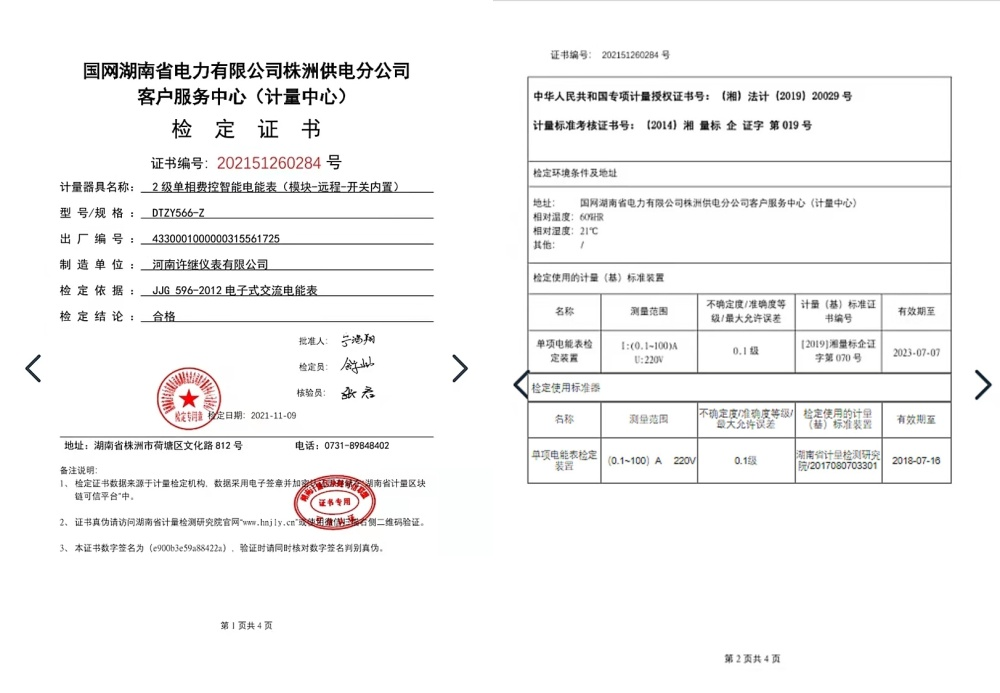 国网湖南省电力有限公司株洲供电分公司
客户服务中心（计量中心）
检 定 证 书
证书编号：202151260284 号
计量器具名称： 2级单相费控智能电能表（模块-远程-开关内置）
型 号/规 格 ： DTZY566-Z
出 厂 编 号 ： 4330001000000315561725
制 造 单 位 ： 河南许继仪表有限公司
检 定 依 据 ： JJG 596-2012 电子式交流电能表
检 定 结 论 ： 合格
批准人：
检定员：
核验员：
检定专用章
检定日期： 2021-11-09
地址：湖南省株洲市荷塘区文化路 812 号 电话：0731-89848402
备注说明：
1、 检定证书数据来源于计量检定机构，数据采用电子签章并加密 湖南省计量区块
链可信平台"中。
证书专用
2、 证书真伪请访问湖南省计量检测研究院官网"www.hnjly.cn" 右侧二维码验证。
3、 本证书数字签名为（e900b3e59a88422a），验证时请同时核对数字签名判别真伪。
第 1 页共 4 页
证书编号： 202151260284 号
中华人民共和国专项计量授权证书号：（湘）法计（2019）20029 号
计量标准考核证书号：（2014）湘 量标 企 证字 第 019 号
检定环境条件及地址
地址： 国网湖南省电力有限公司株洲供电分公司客户服务中心（计量中心）
相对温度： 60%HR
相对湿度： 21℃
其他： /
检定使用的计量（基）标准装置
名称 测量范围 不确定度/准确度等级/最大允许误差 计量（基）标准证书编号 有效期至
单项电能表检定装置 I:(0.1~100)A U:220V 0.1 级 [2019]湘量标企证字第 070 号 2023-07-07
检定使用标准器
名称 测量范围 不确定度/准确度等级/最大允许误差 检定使用的计量（基）标准装置 有效期至
单项电能表检定装置 (0.1~100) A 220V 0.1级 湖南省计量检测研究院/2017080703301 2018-07-16
第 2 页共 4 页